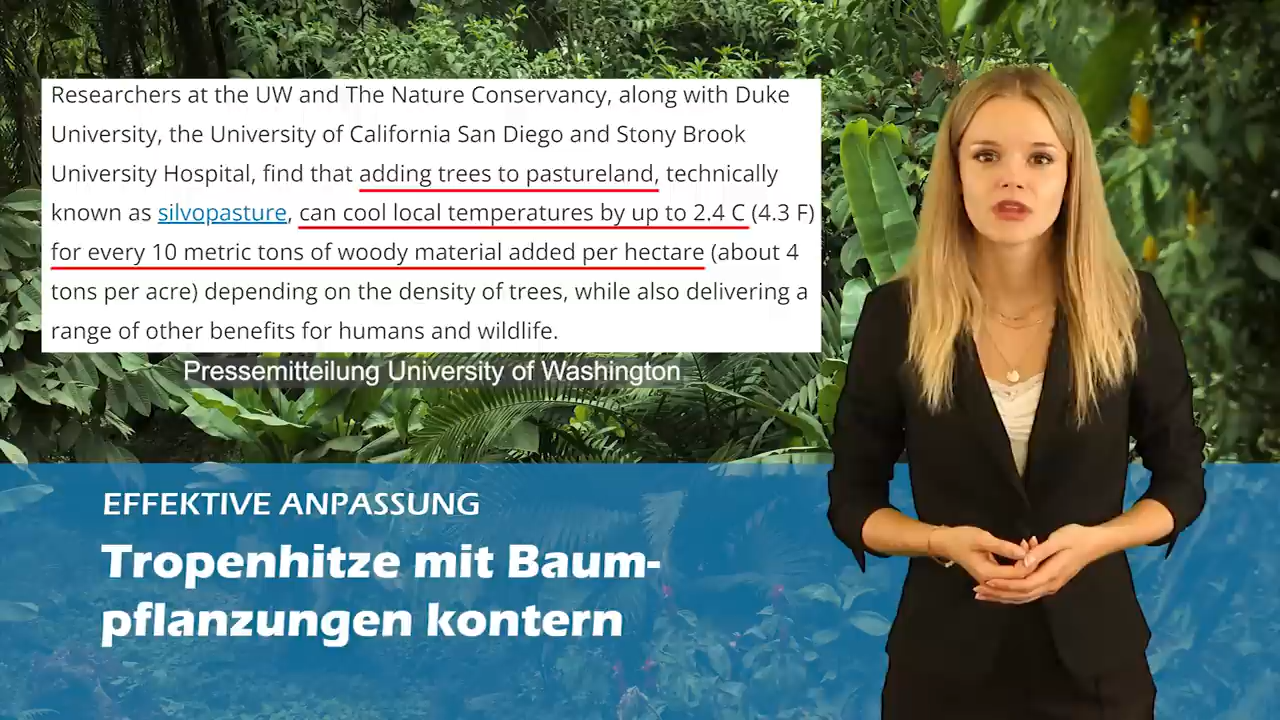 Researchers at the UW and The Nature Conservancy, along with Duke
University, the University of California San Diego and Stony Brook
University Hospital, find that adding trees to pastureland, technically
known as silvopasture, can cool local temperatures by up to 2.4 C (4.3 F)
for every 10 metric tons of woody material added per hectare (about 4
tons per acre) depending on the density of trees, while also delivering a
range of other benefits for humans and wildlife.
Pressemitteilung University of Washington
EFFEKTIVE ANPASSUNG
Tropenhitze mit Baum-
pflanzungen kontern